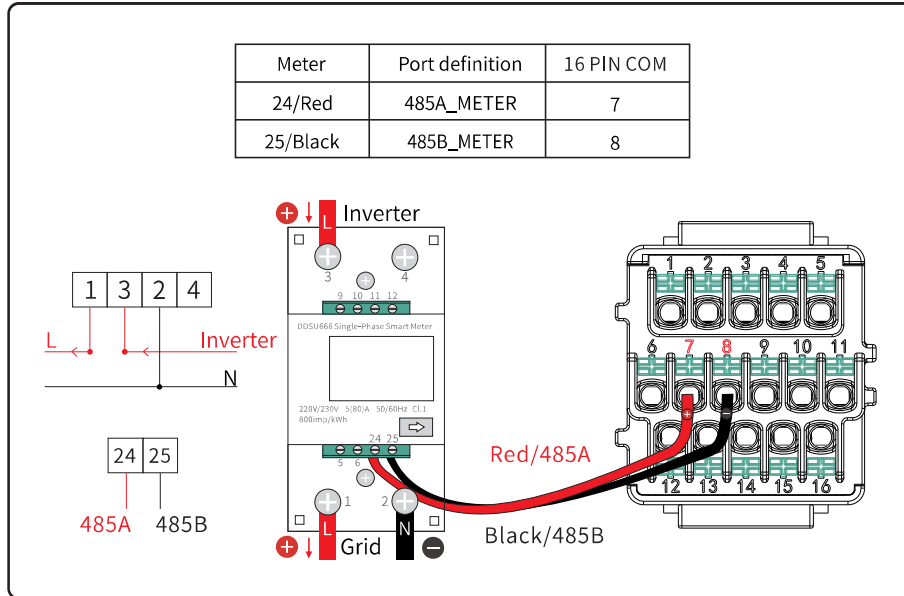 Meter Port definition 16 PIN COM
24/Red 485A_METER 7
25/Black 485B_METER 8
L Inverter
3 4
9 10 11 12
DDSU666 Single-Phase Smart Meter
220V/230V 5(80)A 50/60Hz Cl.1
800imp/kWh
24 25
5 6
1 2
L Grid N
1 3 2 4
L Inverter
N
24 25
485A 485B
Red/485A
Black/485B
1 2 3 4 5
6 7 8 9 10 11
12 13 14 15 16